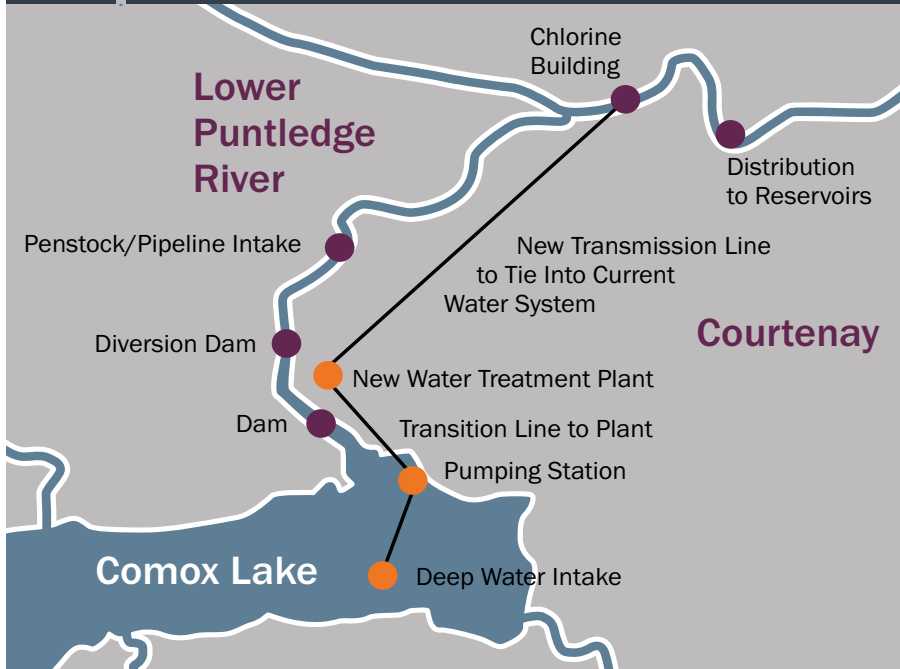 Chlorine
Building
Lower
Puntledge
River
Distribution
to Reservoirs
Penstock/Pipeline Intake
New Transmission Line
to Tie Into Current
Water System
Courtenay
Diversion Dam
New Water Treatment Plant
Dam
Transition Line to Plant
Pumping Station
Comox Lake
Deep Water Intake